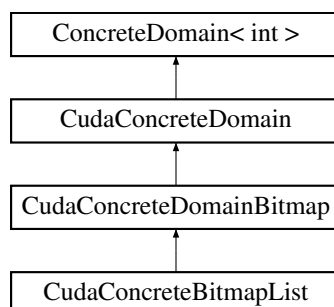 ConcreteDomain< int >
CudaConcreteDomain
CudaConcreteDomainBitmap
CudaConcreteBitmapList